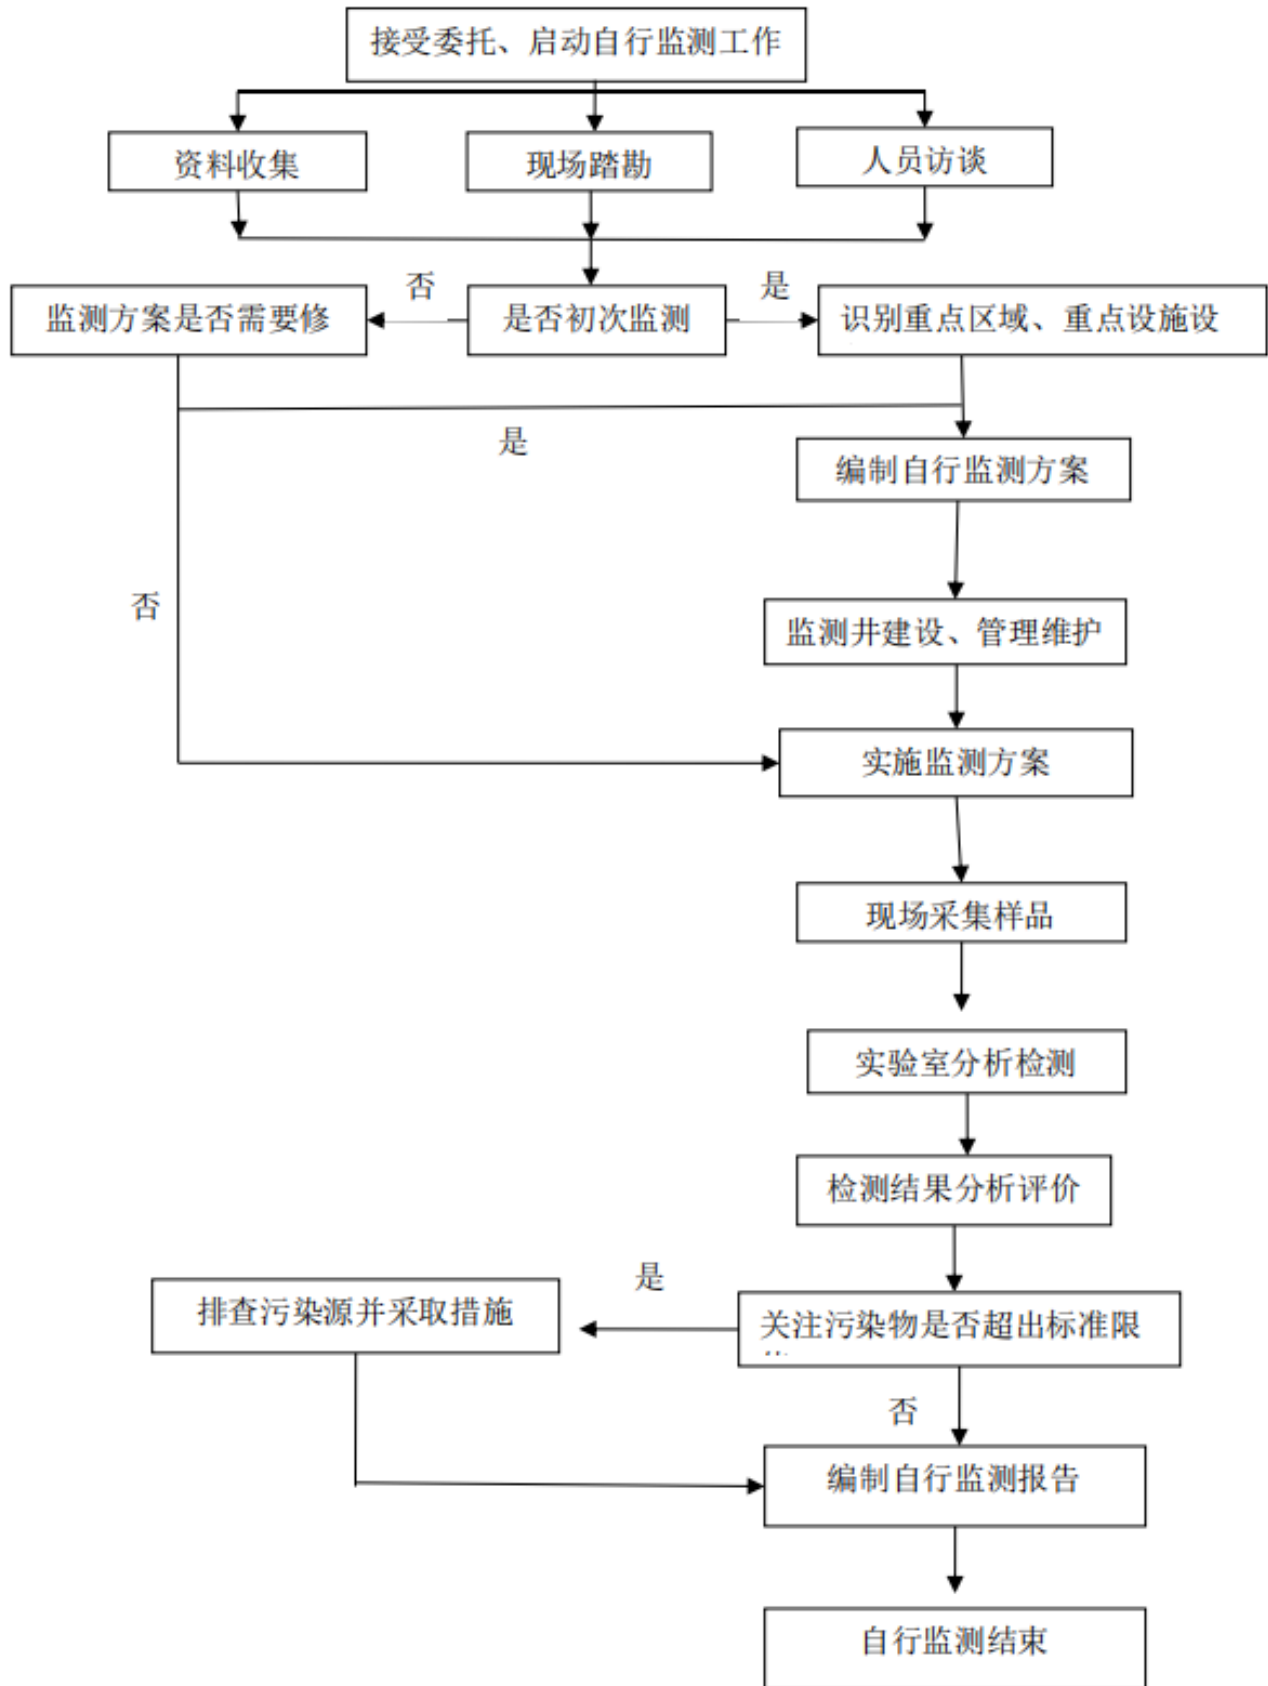 接受委托、启动自行监测工作
资料收集
现场踏勘
人员访谈
否
是
监测方案是否需要修
是否初次监测
识别重点区域、重点设施设
是
编制自行监测方案
否
监测井建设、管理维护
实施监测方案
现场采集样品
实验室分析检测
检测结果分析评价
是
排查污染源并采取措施
关注污染物是否超出标准限
否
编制自行监测报告
自行监测结束